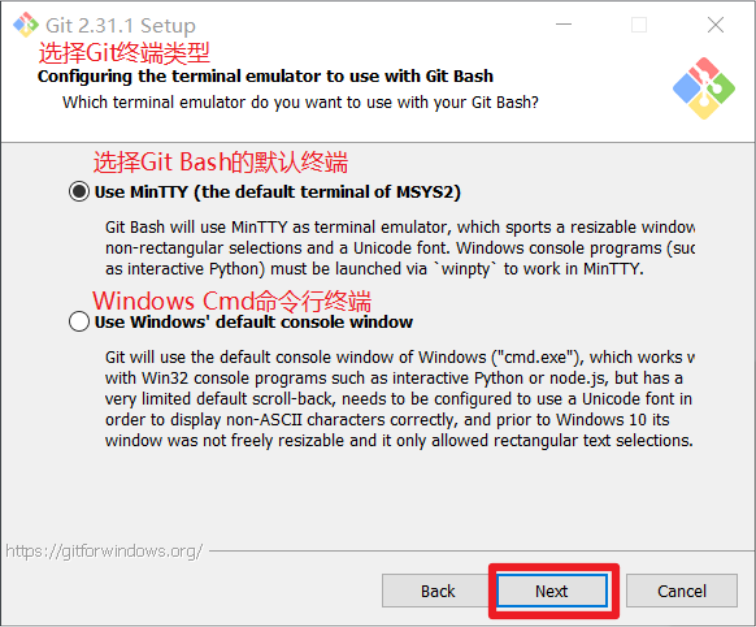 Git 2.31.1 Setup
选择Git终端类型
Configuring the terminal emulator to use with Git Bash
Which terminal emulator do you want to use with your Git Bash?
选择Git Bash的默认终端
Use MinTTY (the default terminal of MSYS2)
Git Bash will use MinTTY as terminal emulator, which sports a resizable window
non-rectangular selections and a Unicode font. Windows console programs (suc
as interactive Python) must be launched via `winpty` to work in MinTTY.
Windows Cmd命令行终端
Use Windows' default console window
Git will use the default console window of Windows ("cmd.exe"), which works w
with Win32 console programs such as interactive Python or node.js, but has a
very limited default scroll-back, needs to be configured to use a Unicode font in
order to display non-ASCII characters correctly, and prior to Windows 10 its
window was not freely resizable and it only allowed rectangular text selections.
https://gitforwindows.org/
Back Next Cancel